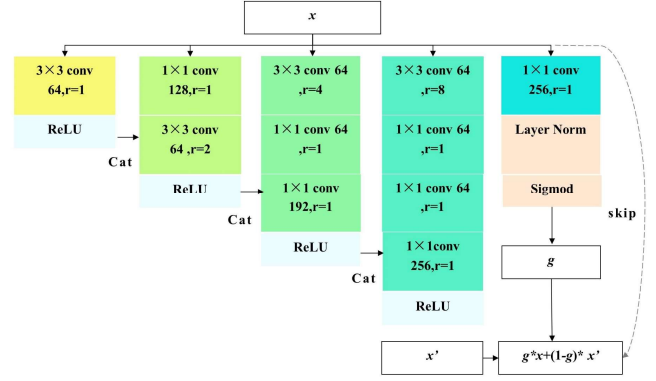 x
3×3 conv
64,r=1
ReLU
Cat
1×1 conv
128,r=1
3×3 conv
64 ,r=2
ReLU
Cat
3×3 conv 64
,r=4
1×1 conv 64
,r=1
1×1 conv
192,r=1
ReLU
Cat
3×3 conv 64
,r=8
1×1 conv 64
,r=1
1×1 conv 64
,r=1
1×1conv
256,r=1
ReLU
1×1 conv
256,r=1
Layer Norm
Sigmod
skip
g
x’
g*x+(1-g)* x’